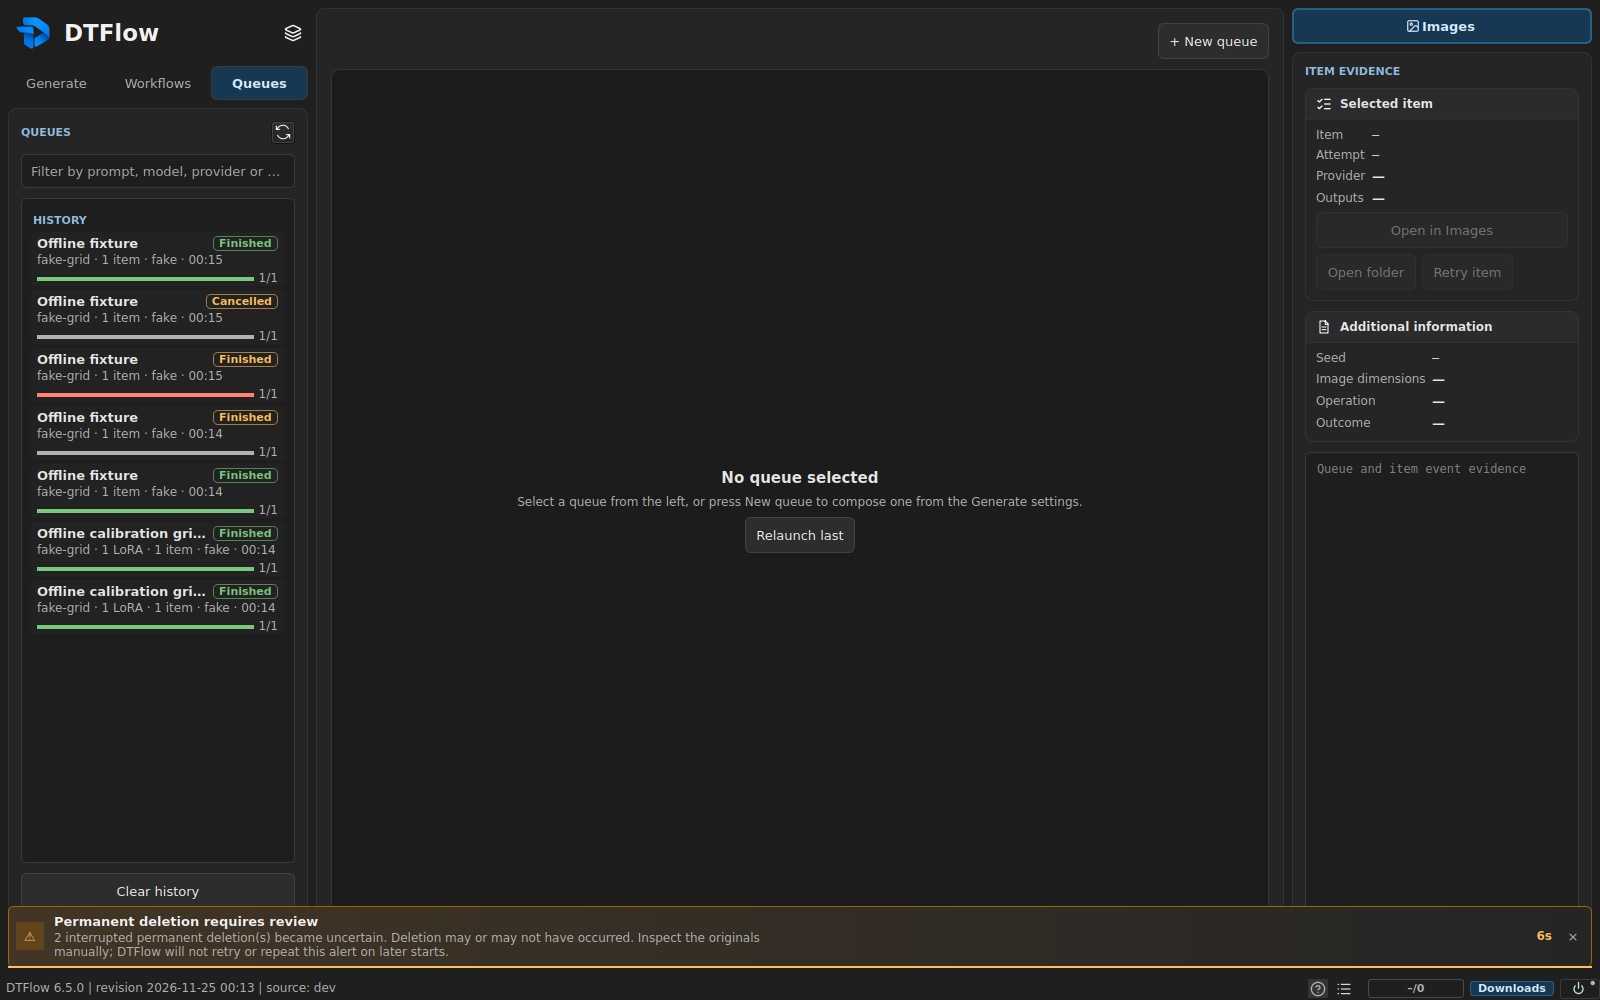 DTFlow
Generate
Workflows
Queues
QUEUES
Filter by prompt, model, provider or ...
HISTORY
Offline fixture
Finished
fake-grid · 1 item · fake · 00:15
1/1
Offline fixture
Cancelled
fake-grid · 1 item · fake · 00:15
1/1
Offline fixture
Finished
fake-grid · 1 item · fake · 00:15
1/1
Offline fixture
Finished
fake-grid · 1 item · fake · 00:14
1/1
Offline fixture
Finished
fake-grid · 1 item · fake · 00:14
1/1
Offline calibration gri...
Finished
fake-grid · 1 LoRA · 1 item · fake · 00:14
1/1
Offline calibration gri...
Finished
fake-grid · 1 LoRA · 1 item · fake · 00:14
1/1
Clear history
+ New queue
No queue selected
Select a queue from the left, or press New queue to compose one from the Generate settings.
Relaunch last
Images
ITEM EVIDENCE
Selected item
Item –
Attempt –
Provider —
Outputs —
Open in Images
Open folder
Retry item
Additional information
Seed –
Image dimensions —
Operation —
Outcome —
Queue and item event evidence
Permanent deletion requires review
2 interrupted permanent deletion(s) became uncertain. Deletion may or may not have occurred. Inspect the originals
manually; DTFlow will not retry or repeat this alert on later starts.
6s ×
DTFlow 6.5.0 | revision 2026-11-25 00:13 | source: dev
–/0
Downloads